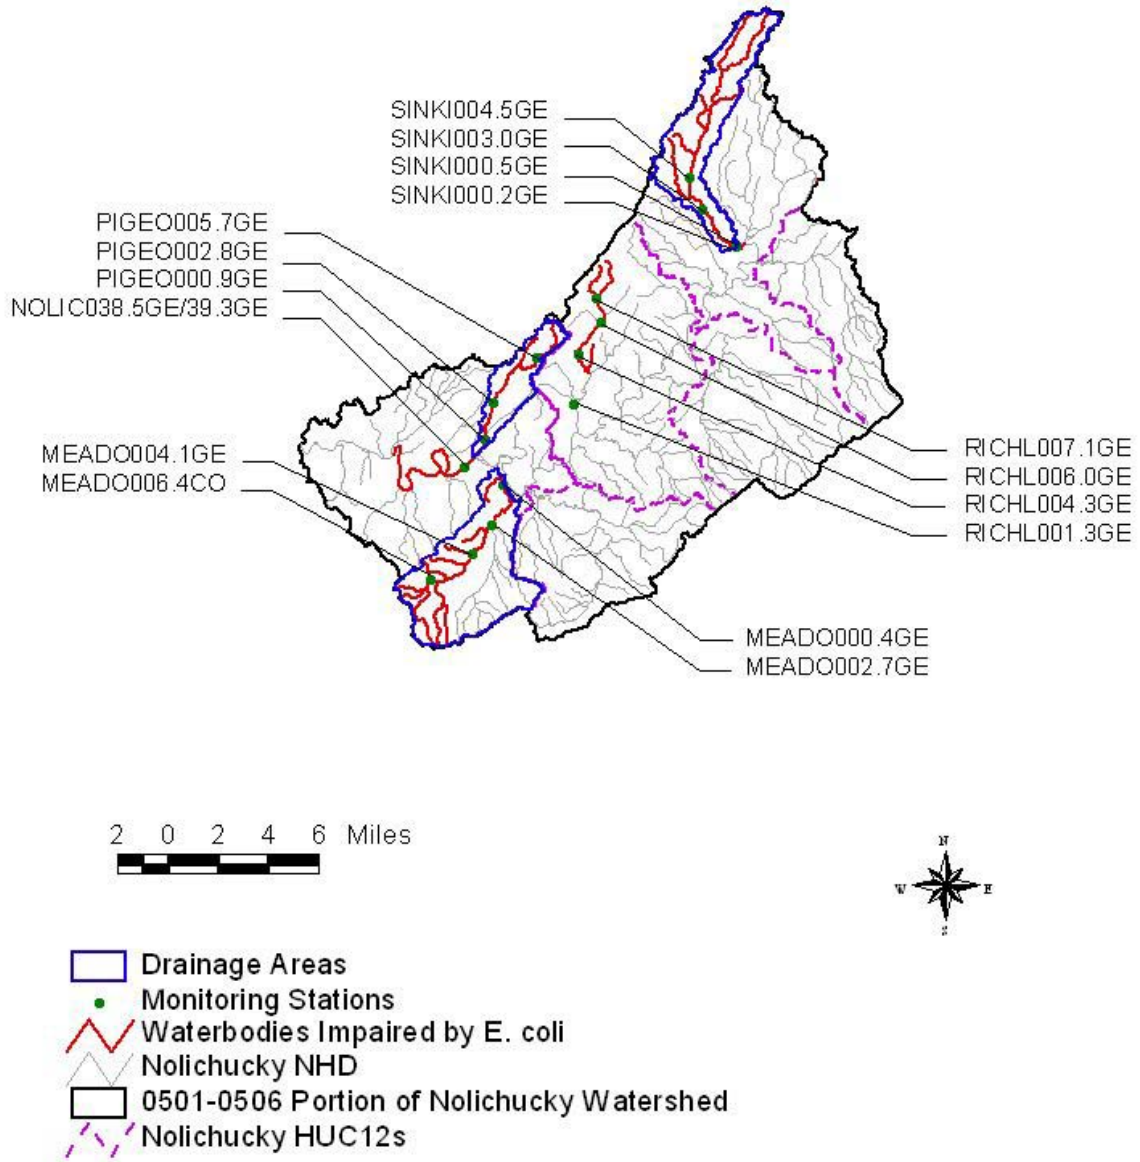 SINKI004.5GE
SINKI003.0GE
SINKI000.5GE
SINKI000.2GE
PIGEO005.7GE
PIGEO002.8GE
PIGEO000.9GE
NOLIC038.5GE/39.3GE
MEADO004.1GE
MEADO006.4CO
RICHL007.1GE
RICHL006.0GE
RICHL004.3GE
RICHL001.3GE
MEADO000.4GE
MEADO002.7GE
2 0 2 4 6 Miles
N
W E
S
Drainage Areas
Monitoring Stations
Waterbodies Impaired by E. coli
Nolichucky NHD
0501-0506 Portion of Nolichucky Watershed
Nolichucky HUC12s